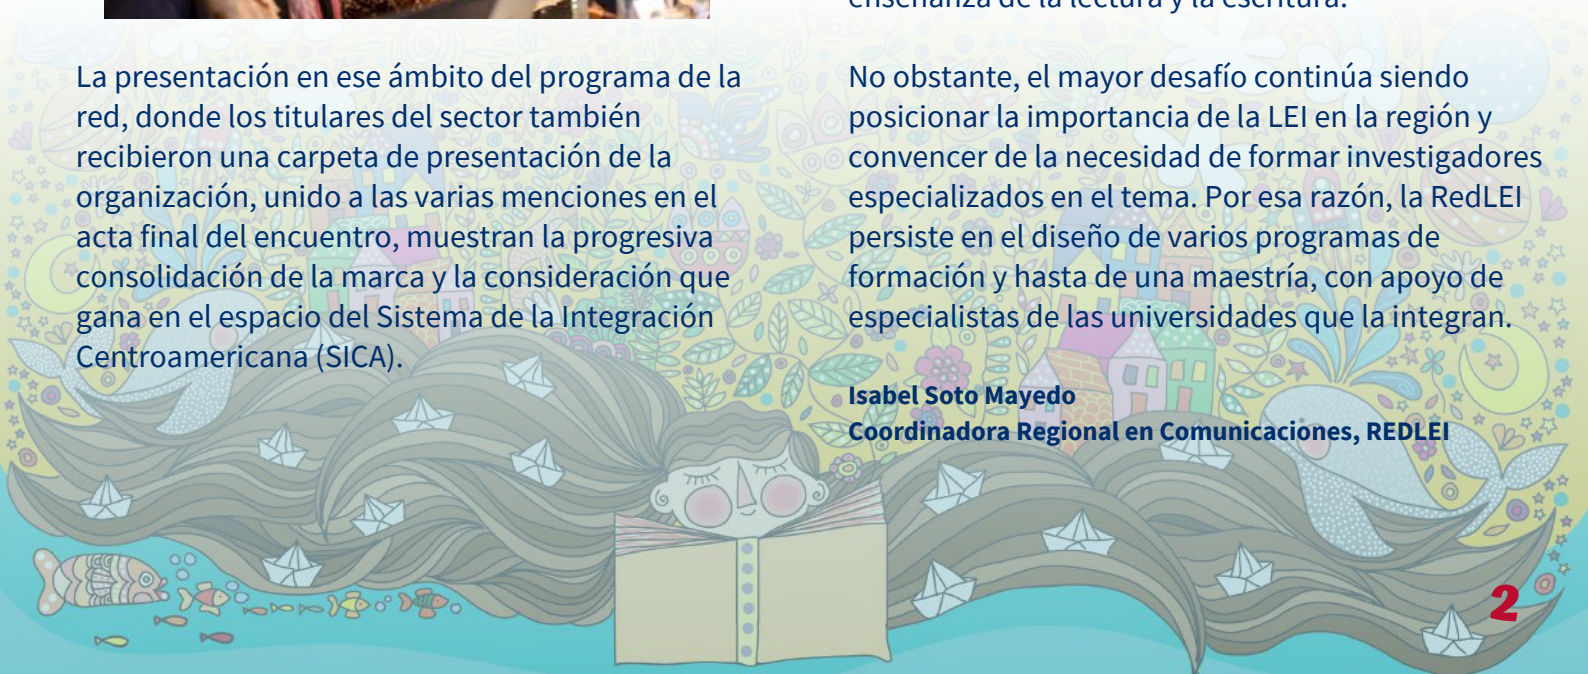 La presentación en ese ámbito del programa de la
red, donde los titulares del sector también
recibieron una carpeta de presentación de la
organización, unido a las varias menciones en el
acta final del encuentro, muestran la progresiva
consolidación de la marca y la consideración que
gana en el espacio del Sistema de la Integración
Centroamericana (SICA).
enseñanza de la lectura y la escritura.
No obstante, el mayor desafío continúa siendo
posicionar la importancia de la LEI en la región y
convencer de la necesidad de formar investigadores
especializados en el tema. Por esa razón, la RedLEI
persiste en el diseño de varios programas de
formación y hasta de una maestría, con apoyo de
especialistas de las universidades que la integran.
Isabel Soto Mayedo
Coordinadora Regional en Comunicaciones, REDLEI
2